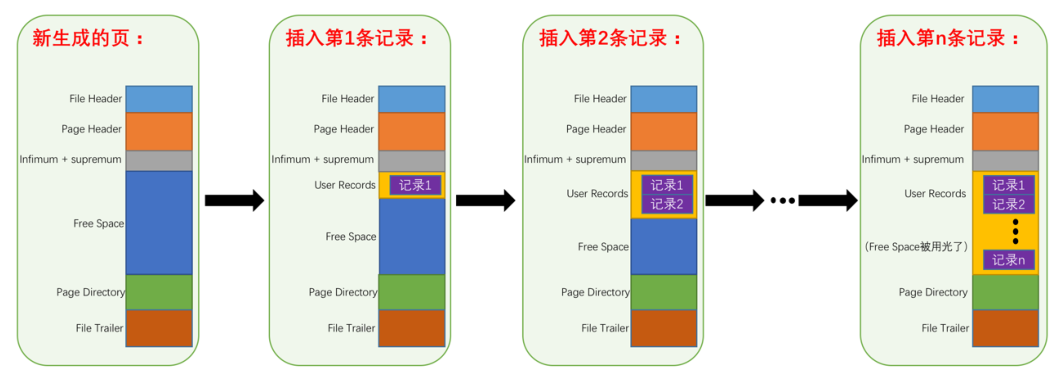 新生成的页：
File Header
Page Header
Infimum + supremum
Free Space
Page Directory
File Trailer
插入第1条记录：
File Header
Page Header
Infimum + supremum
User Records
记录1
Free Space
Page Directory
File Trailer
插入第2条记录：
File Header
Page Header
Infimum + supremum
User Records
记录1
记录2
Free Space
Page Directory
File Trailer
插入第n条记录：
File Header
Page Header
Infimum + supremum
User Records
记录1
记录2
（Free Space被用光了）
记录n
Page Directory
File Trailer